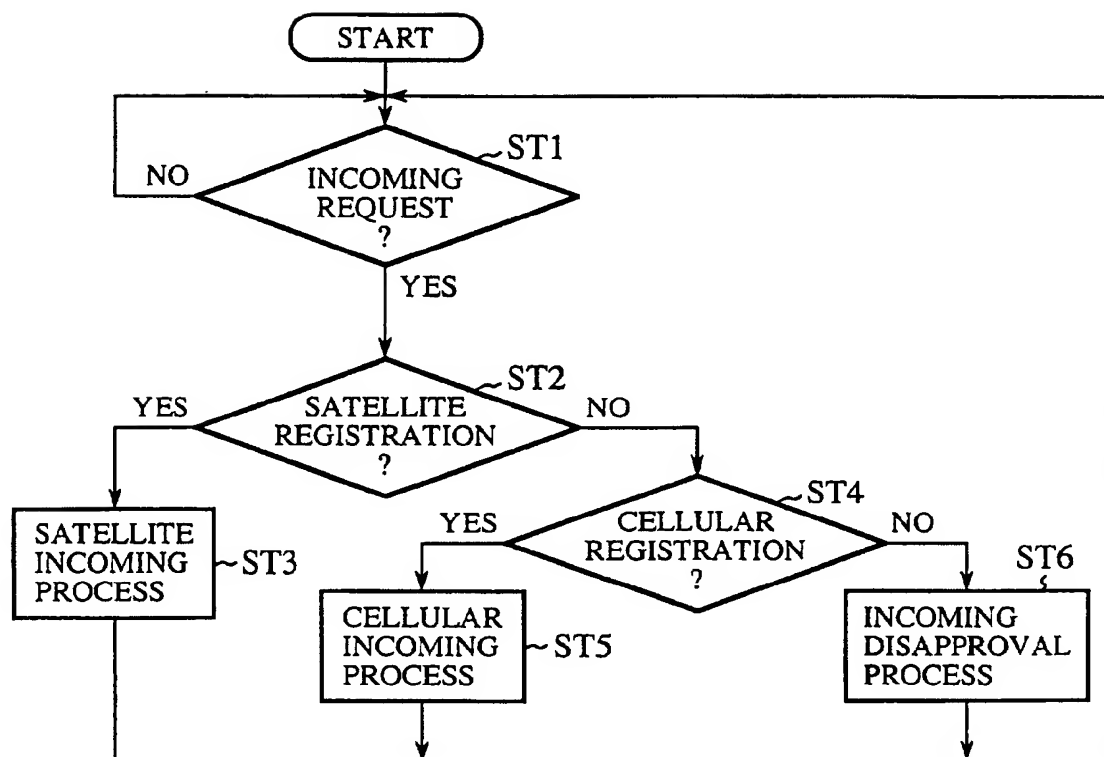 START
ST1
NO
INCOMING
REQUEST
?
YES
ST2
YES
SATELLITE
REGISTRATION
?
NO
ST4
SATELLITE
INCOMING
PROCESS
ST3
YES
CELLULAR
REGISTRATION
?
NO
ST6
CELLULAR
INCOMING
PROCESS
ST5
INCOMING
DISAPPROVAL
PROCESS